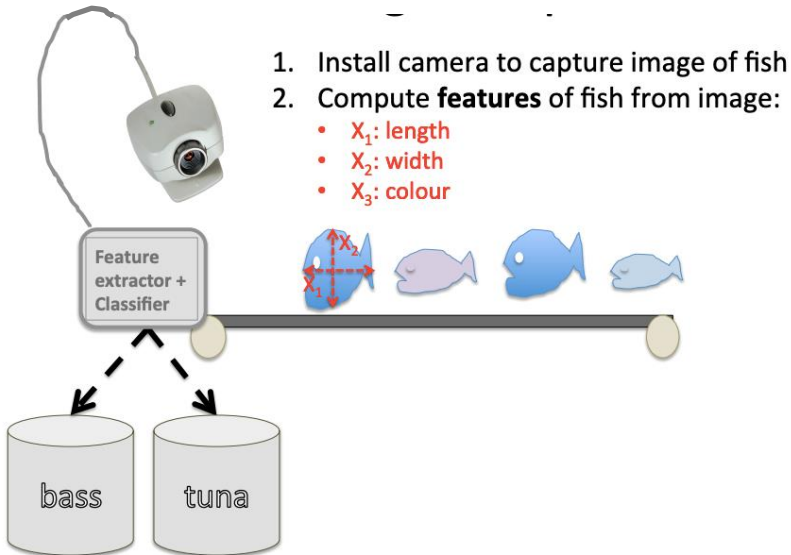 1. Install camera to capture image of fish
2. Compute features of fish from image:
• X₁: length
• X₂: width
• X₃: colour
X₂
X₁
Feature
extractor +
Classifier
bass
tuna